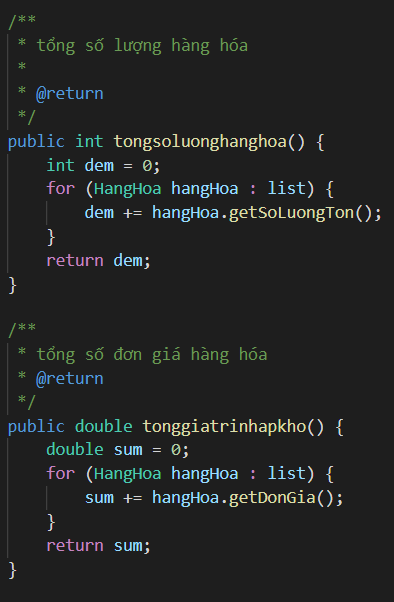 /**
 * tổng số lượng hàng hóa
 *
 * @return
 */
public int tongsoluonghanghoa() {
    int dem = 0;
    for (HangHoa hangHoa : list) {
        dem += hangHoa.getSoLuongTon();
    }
    return dem;
}

/**
 * tổng số đơn giá hàng hóa
 * @return
 */
public double tonggiatrinhapkho() {
    double sum = 0;
    for (HangHoa hangHoa : list) {
        sum += hangHoa.getDonGia();
    }
    return sum;
}